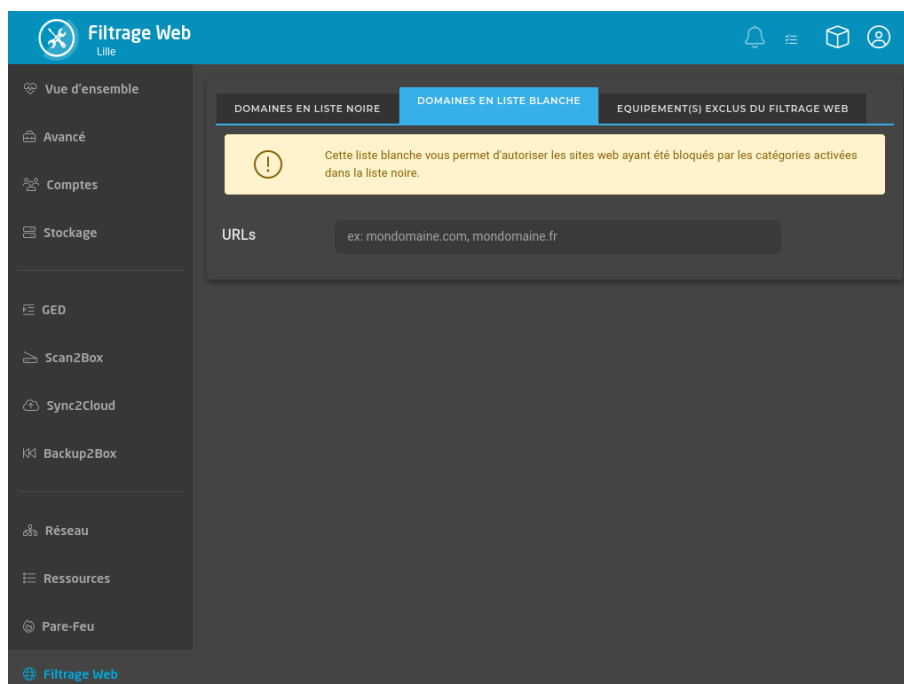 Filtrage Web
Lille
Vue d'ensemble
Avancé
Comptes
Stockage
GED
Scan2Box
Sync2Cloud
Backup2Box
Réseau
Ressources
Pare-Feu
Filtrage Web
DOMAINES EN LISTE NOIRE
DOMAINES EN LISTE BLANCHE
EQUIPEMENT(S) EXCLUS DU FILTRAGE WEB
Cette liste blanche vous permet d'autoriser les sites web ayant été bloqués par les catégories activées
dans la liste noire.
URLs
ex: mondomaine.com, mondomaine.fr